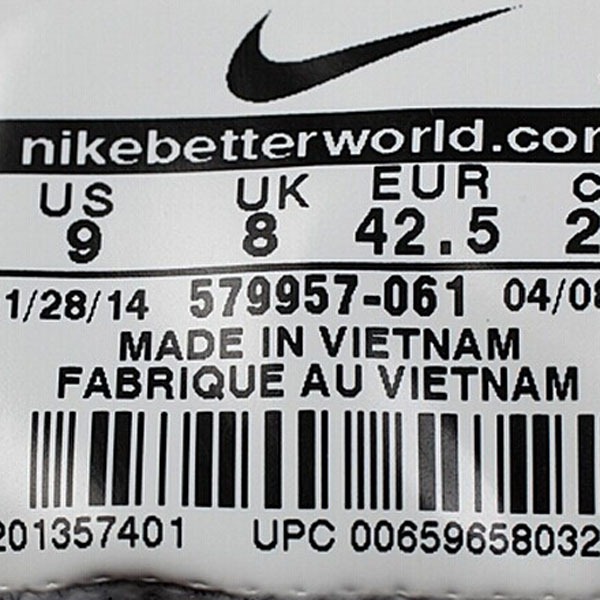 nikebetterworld.com
US UK EUR
9 8 42.5 2
1/28/14 579957-061 04/08
MADE IN VIETNAM
FABRIQUE AU VIETNAM
201357401 UPC 00659658032